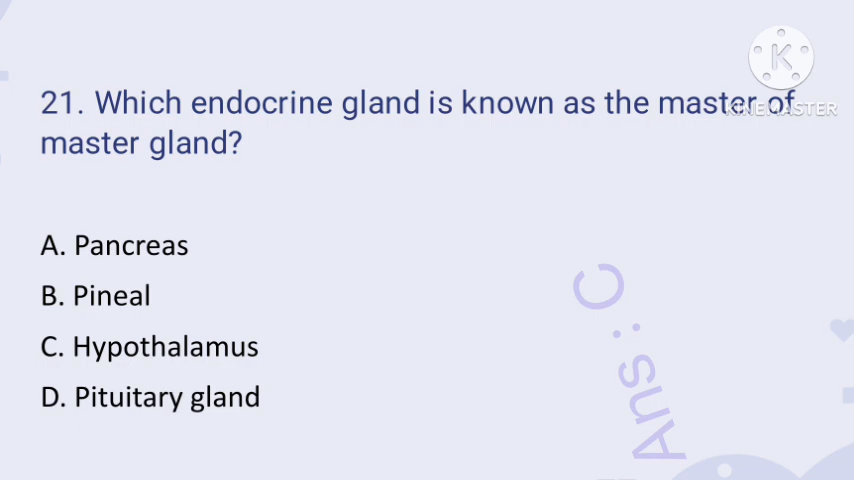 21. Which endocrine gland is known as the master of
master gland?
K
KINEMASTER
A. Pancreas
B. Pineal
C. Hypothalamus
D. Pituitary gland
Ans : C